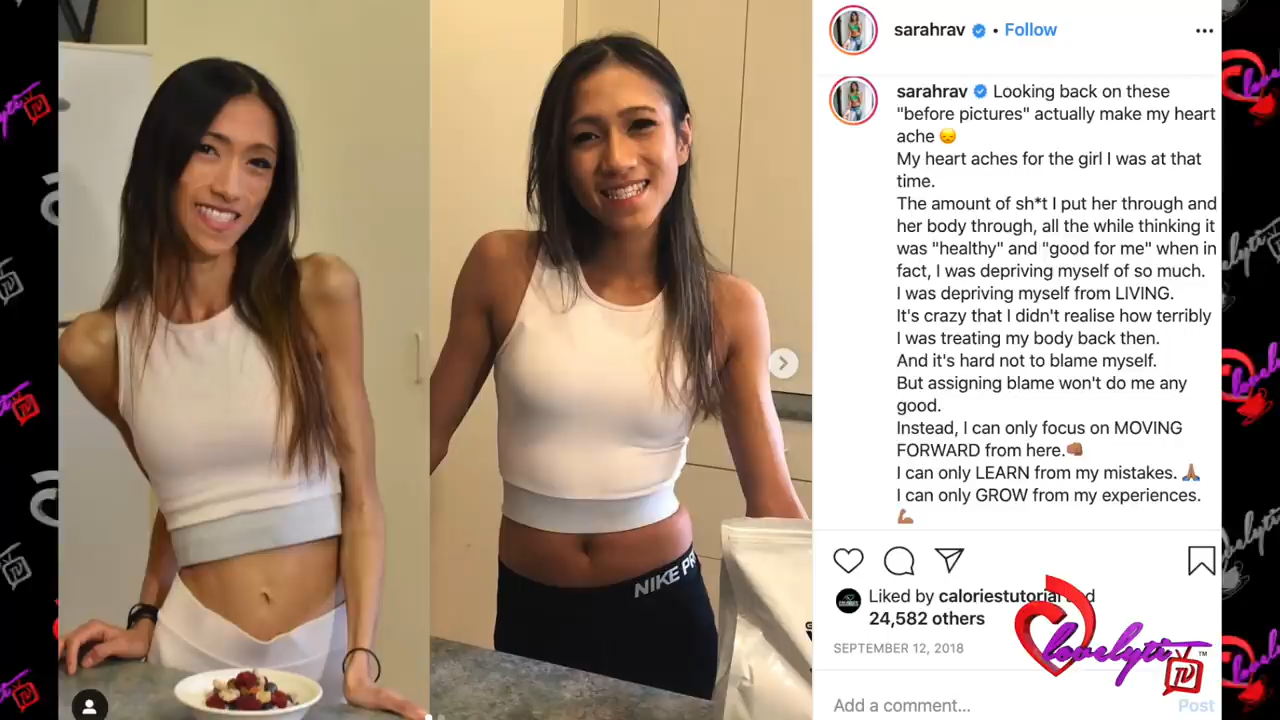 sarahrav • Follow
sarahrav Looking back on these
"before pictures" actually make my heart
ache 😔
My heart aches for the girl I was at that
time.
The amount of sh*t I put her through and
her body through, all the while thinking it
was "healthy" and "good for me" when in
fact, I was depriving myself of so much.
I was depriving myself from LIVING.
It's crazy that I didn't realise how terribly
I was treating my body back then.
And it's hard not to blame myself.
But assigning blame won't do me any
good.
Instead, I can only focus on MOVING
FORWARD from here.👊🏾
I can only LEARN from my mistakes. 🙏🏾
I can only GROW from my experiences.
💪🏾
NIKE PR
Liked by caloriestutorial
24,582 others
SEPTEMBER 12, 2018
lovelyti
TV
™
Add a comment...
Post